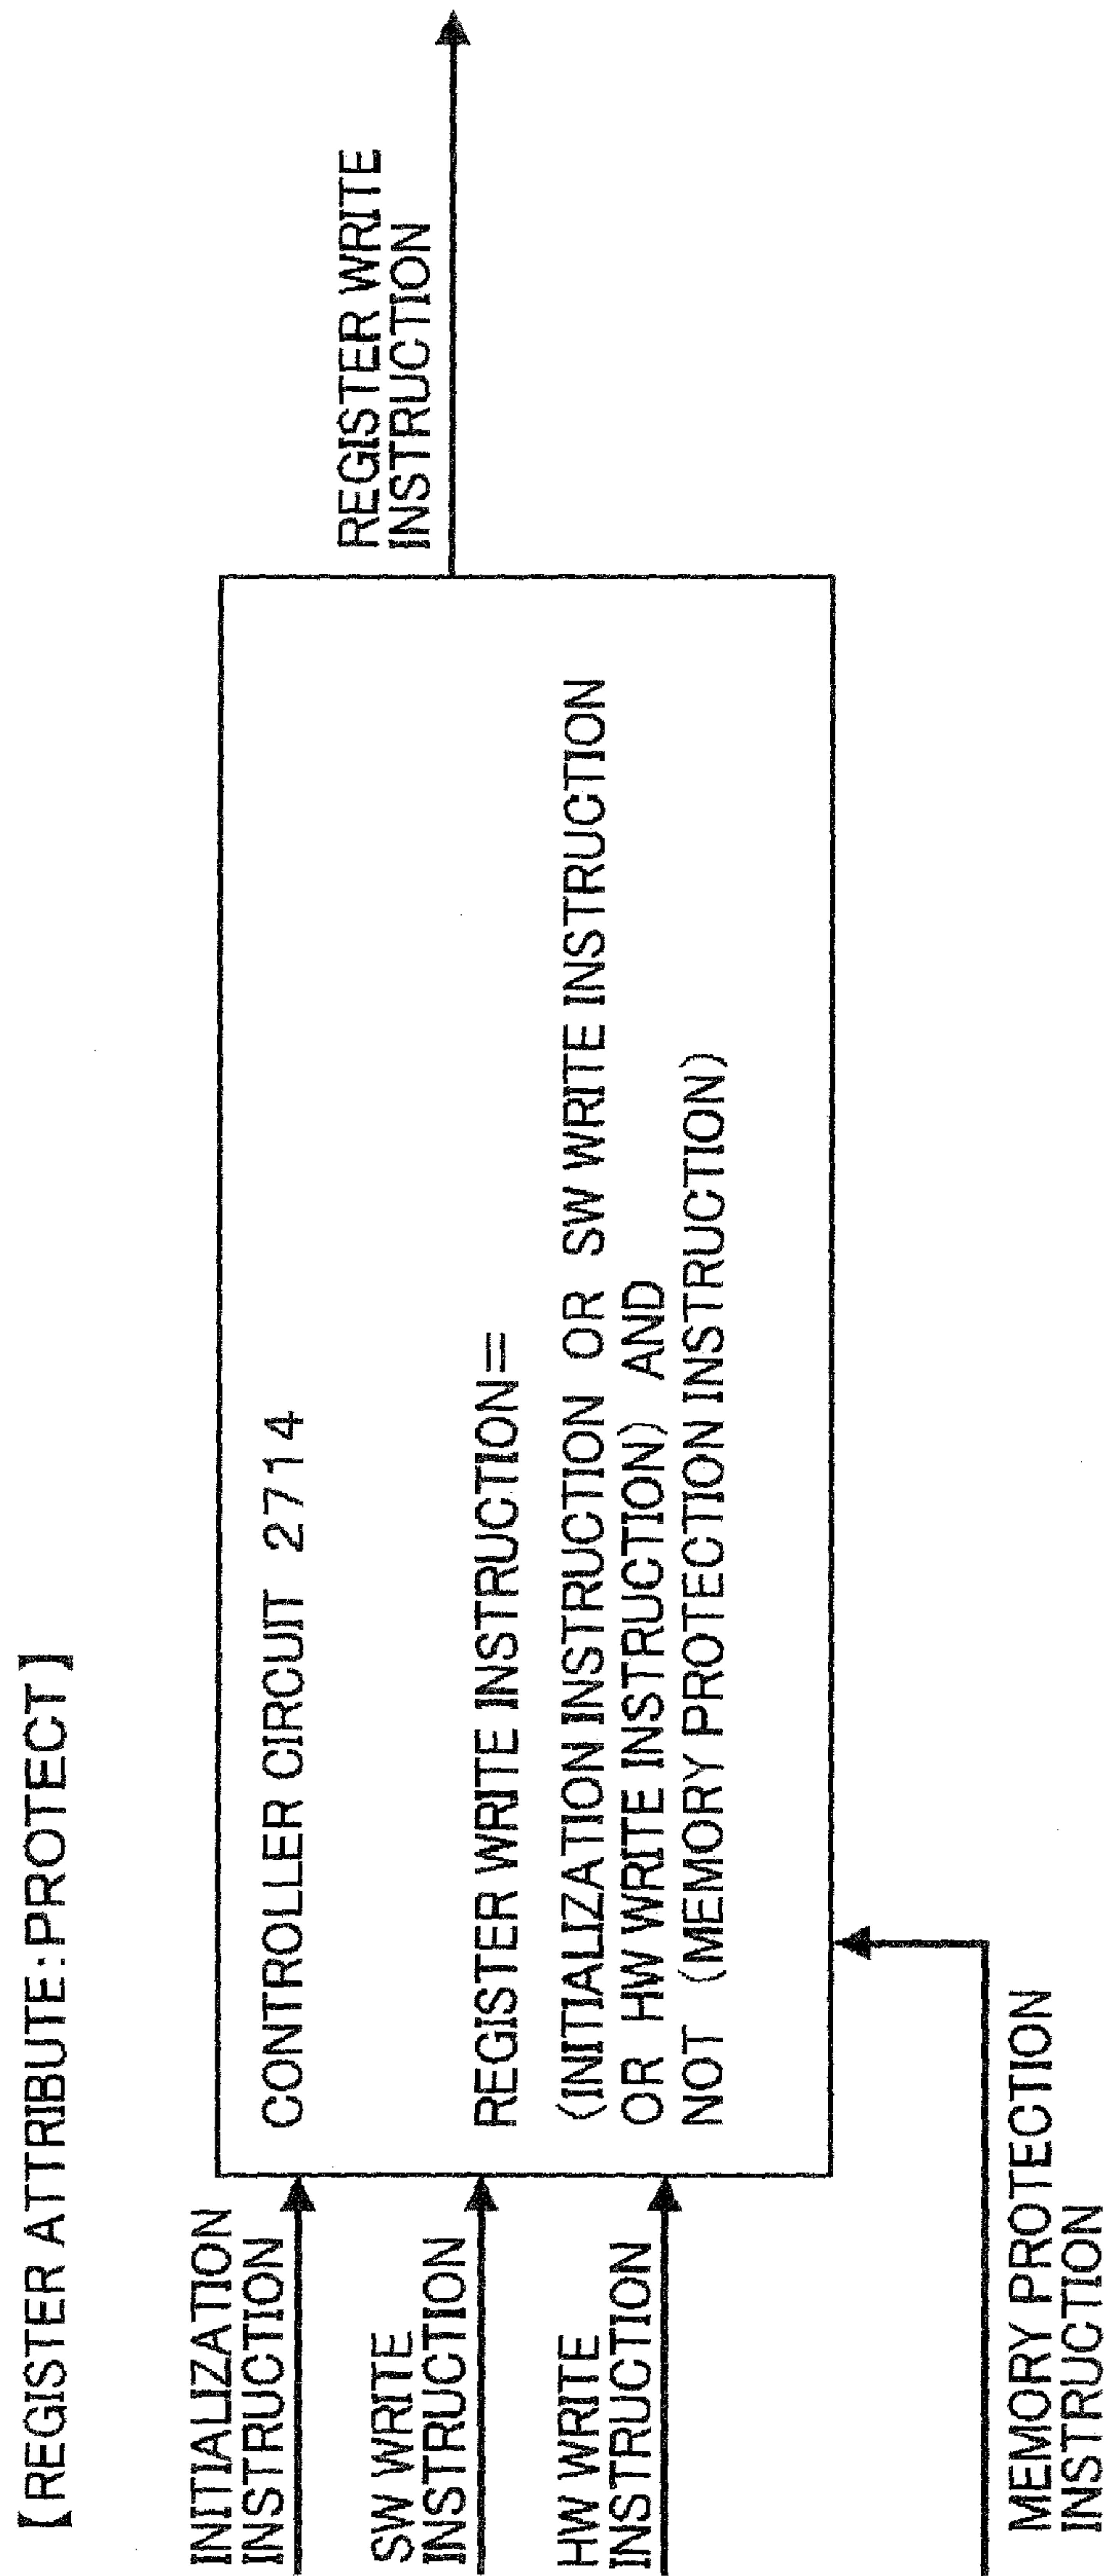 【REGISTER ATTRIBUTE:PROTECT】
INITIALIZATION
INSTRUCTION
SW WRITE
INSTRUCTION
HW WRITE
INSTRUCTION
MEMORY PROTECTION
INSTRUCTION
CONTROLLER CIRCUIT 2714
REGISTER WRITE INSTRUCTION=
(INITIALIZATION INSTRUCTION OR SW WRITE INSTRUCTION
OR HW WRITE INSTRUCTION) AND
NOT (MEMORY PROTECTION INSTRUCTION)
REGISTER WRITE
INSTRUCTION